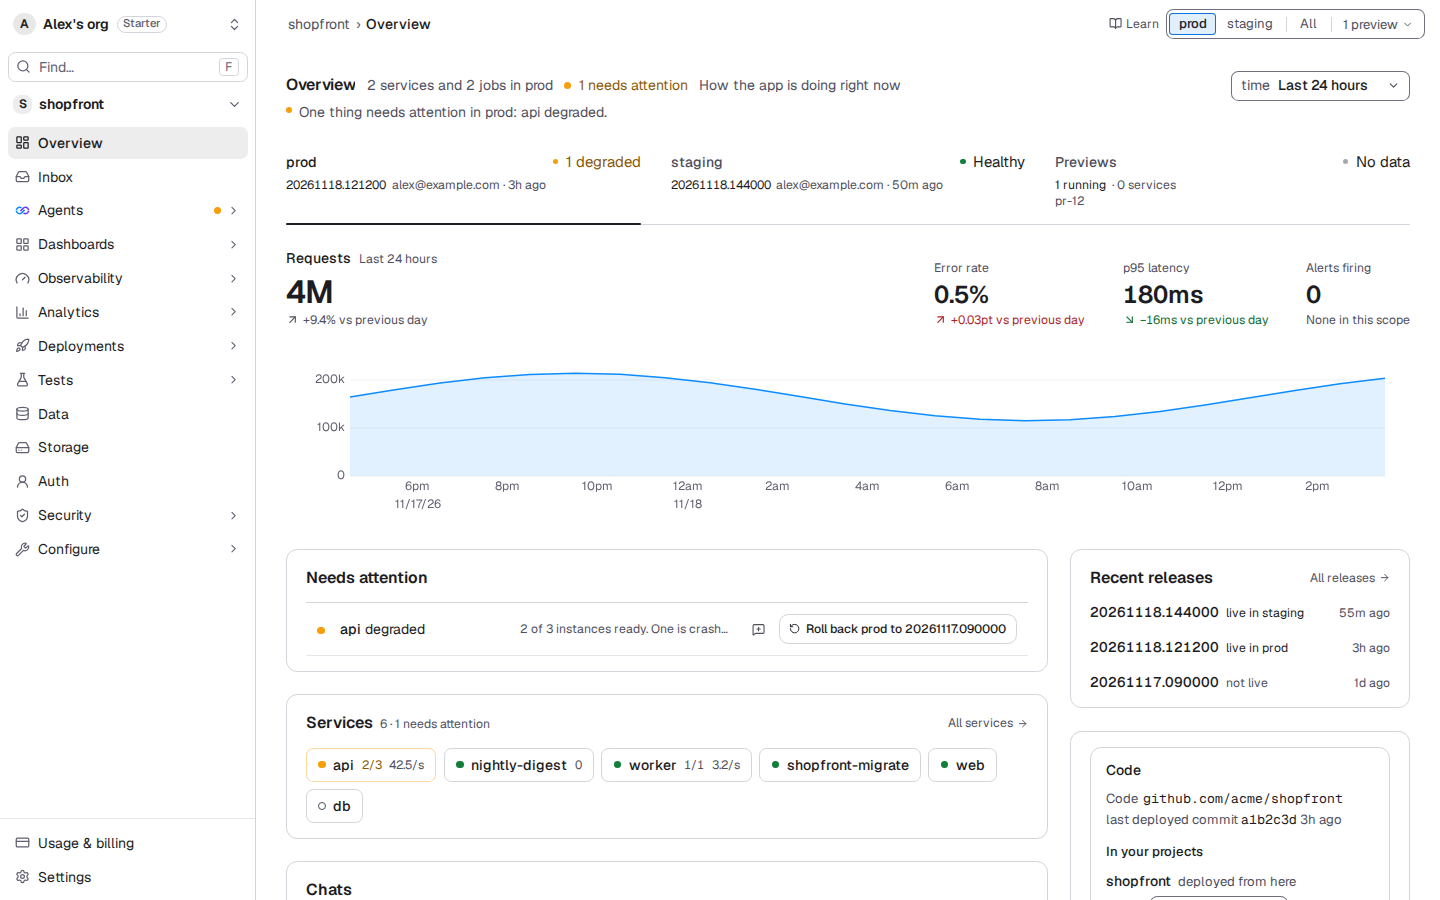 A Alex's org Starter
Find... F
S shopfront
Overview
Inbox
Agents
Dashboards
Observability
Analytics
Deployments
Tests
Data
Storage
Auth
Security
Configure
Usage & billing
Settings
shopfront › Overview
Learn prod staging All 1 preview
Overview 2 services and 2 jobs in prod 1 needs attention How the app is doing right now
time Last 24 hours
One thing needs attention in prod: api degraded.
prod 1 degraded
20261118.121200 alex@example.com · 3h ago
staging Healthy
20261118.144000 alex@example.com · 50m ago
Previews No data
1 running · 0 services
pr-12
Requests Last 24 hours
4M
+9.4% vs previous day
Error rate
0.5%
+0.03pt vs previous day
p95 latency
180ms
−16ms vs previous day
Alerts firing
0
None in this scope
200k
100k
0
6pm 8pm 10pm 12am 2am 4am 6am 8am 10am 12pm 2pm
11/17/26 11/18
Needs attention
api degraded 2 of 3 instances ready. One is crash... Roll back prod to 20261117.090000
Services 6 · 1 needs attention All services →
api 2/3 42.5/s nightly-digest 0 worker 1/1 3.2/s shopfront-migrate web
db
Chats
Recent releases All releases →
20261118.144000 live in staging 55m ago
20261118.121200 live in prod 3h ago
20261117.090000 not live 1d ago
Code
Code github.com/acme/shopfront
last deployed commit a1b2c3d 3h ago
In your projects
shopfront deployed from here